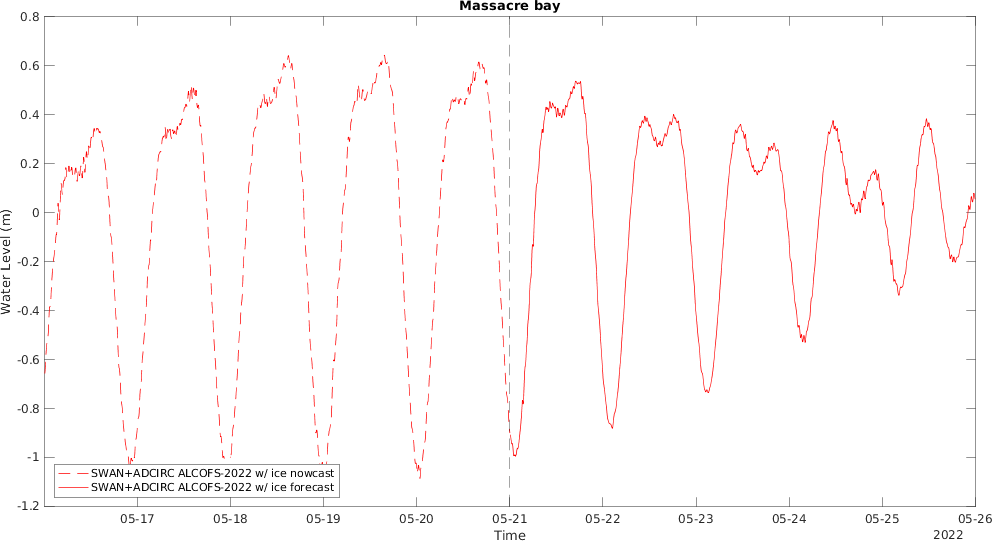 Massacre bay
0.8
0.6
0.4
0.2
0
-0.2
-0.4
-0.6
-0.8
-1
-1.2
Water Level (m)
SWAN+ADCIRC ALCOFS-2022 w/ ice nowcast
SWAN+ADCIRC ALCOFS-2022 w/ ice forecast
05-17 05-18 05-19 05-20 05-21 05-22 05-23 05-24 05-25 05-26
Time
2022